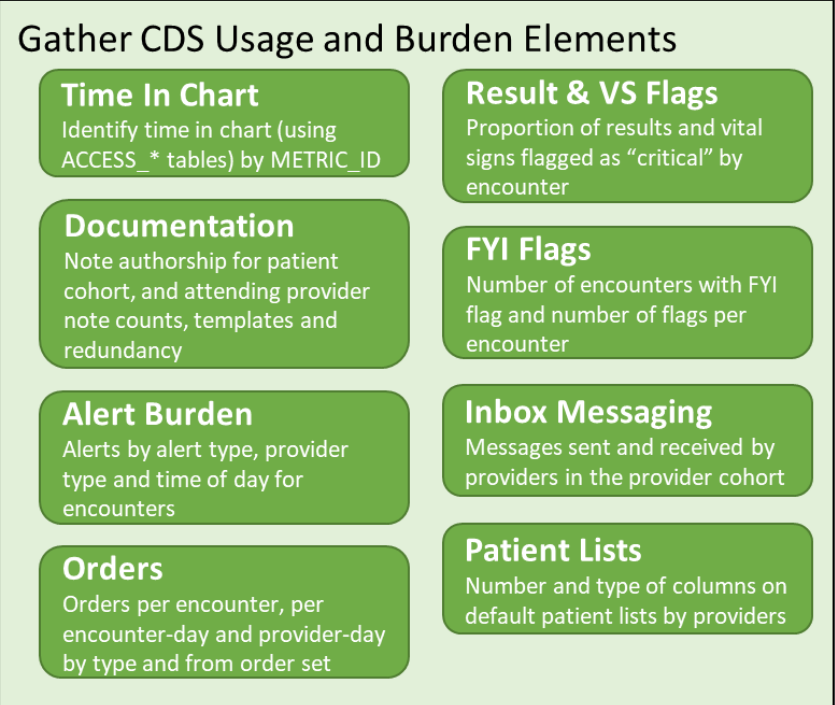 Gather CDS Usage and Burden Elements
Time In Chart
Identify time in chart (using
ACCESS_* tables) by METRIC_ID
Documentation
Note authorship for patient
cohort, and attending provider
note counts, templates and
redundancy
Alert Burden
Alerts by alert type, provider
type and time of day for
encounters
Orders
Orders per encounter, per
encounter-day and provider-day
by type and from order set
Result & VS Flags
Proportion of results and vital
signs flagged as “critical” by
encounter
FYI Flags
Number of encounters with FYI
flag and number of flags per
encounter
Inbox Messaging
Messages sent and received by
providers in the provider cohort
Patient Lists
Number and type of columns on
default patient lists by providers